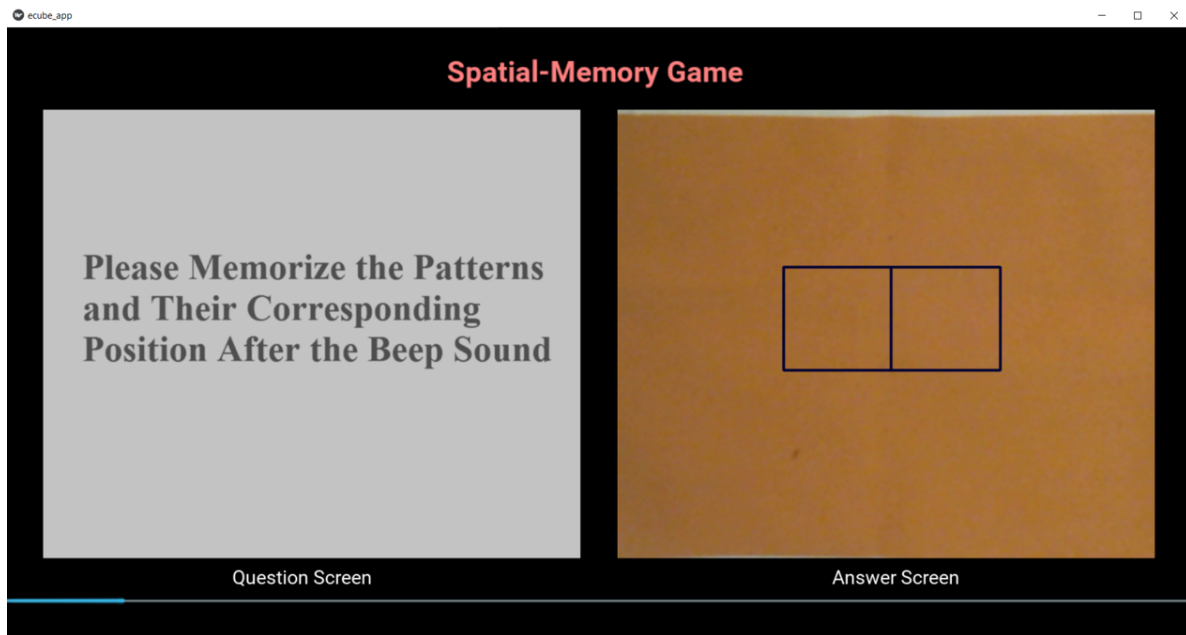 ecube_app
Spatial-Memory Game
Please Memorize the Patterns
and Their Corresponding
Position After the Beep Sound
Question Screen
Answer Screen